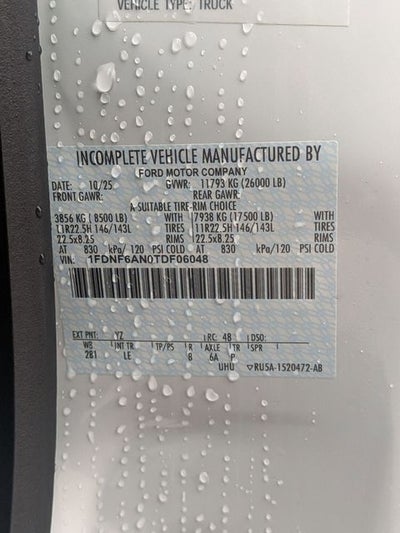 VEHICLE TYPE: TRUCK
INCOMPLETE VEHICLE MANUFACTURED BY
FORD MOTOR COMPANY
DATE: 10/25 GVWR: 11793 KG (26000 LB)
FRONT GAWR: REAR GAWR:
A SUITABLE TIRE-RIM CHOICE
3856 KG (8500 LB) WITH 7938 KG (17500 LB) WITH
11R22.5H 146/143L TIRES 11R22.5H 146/143L TIRES
22.5x8.25 RIMS 22.5x8.25 RIMS
AT 830 kPa/120 PSI COLD AT 830 kPa/120 PSI COLD
VIN: 1FDNF6AN0TDF06048
EXT PNT: YZ RC: 48 DSO:
WB INT TR TP/PS R AXLE TR SPR
281 LE 8 6A P
UHU ▽RU5A-1520472-AB